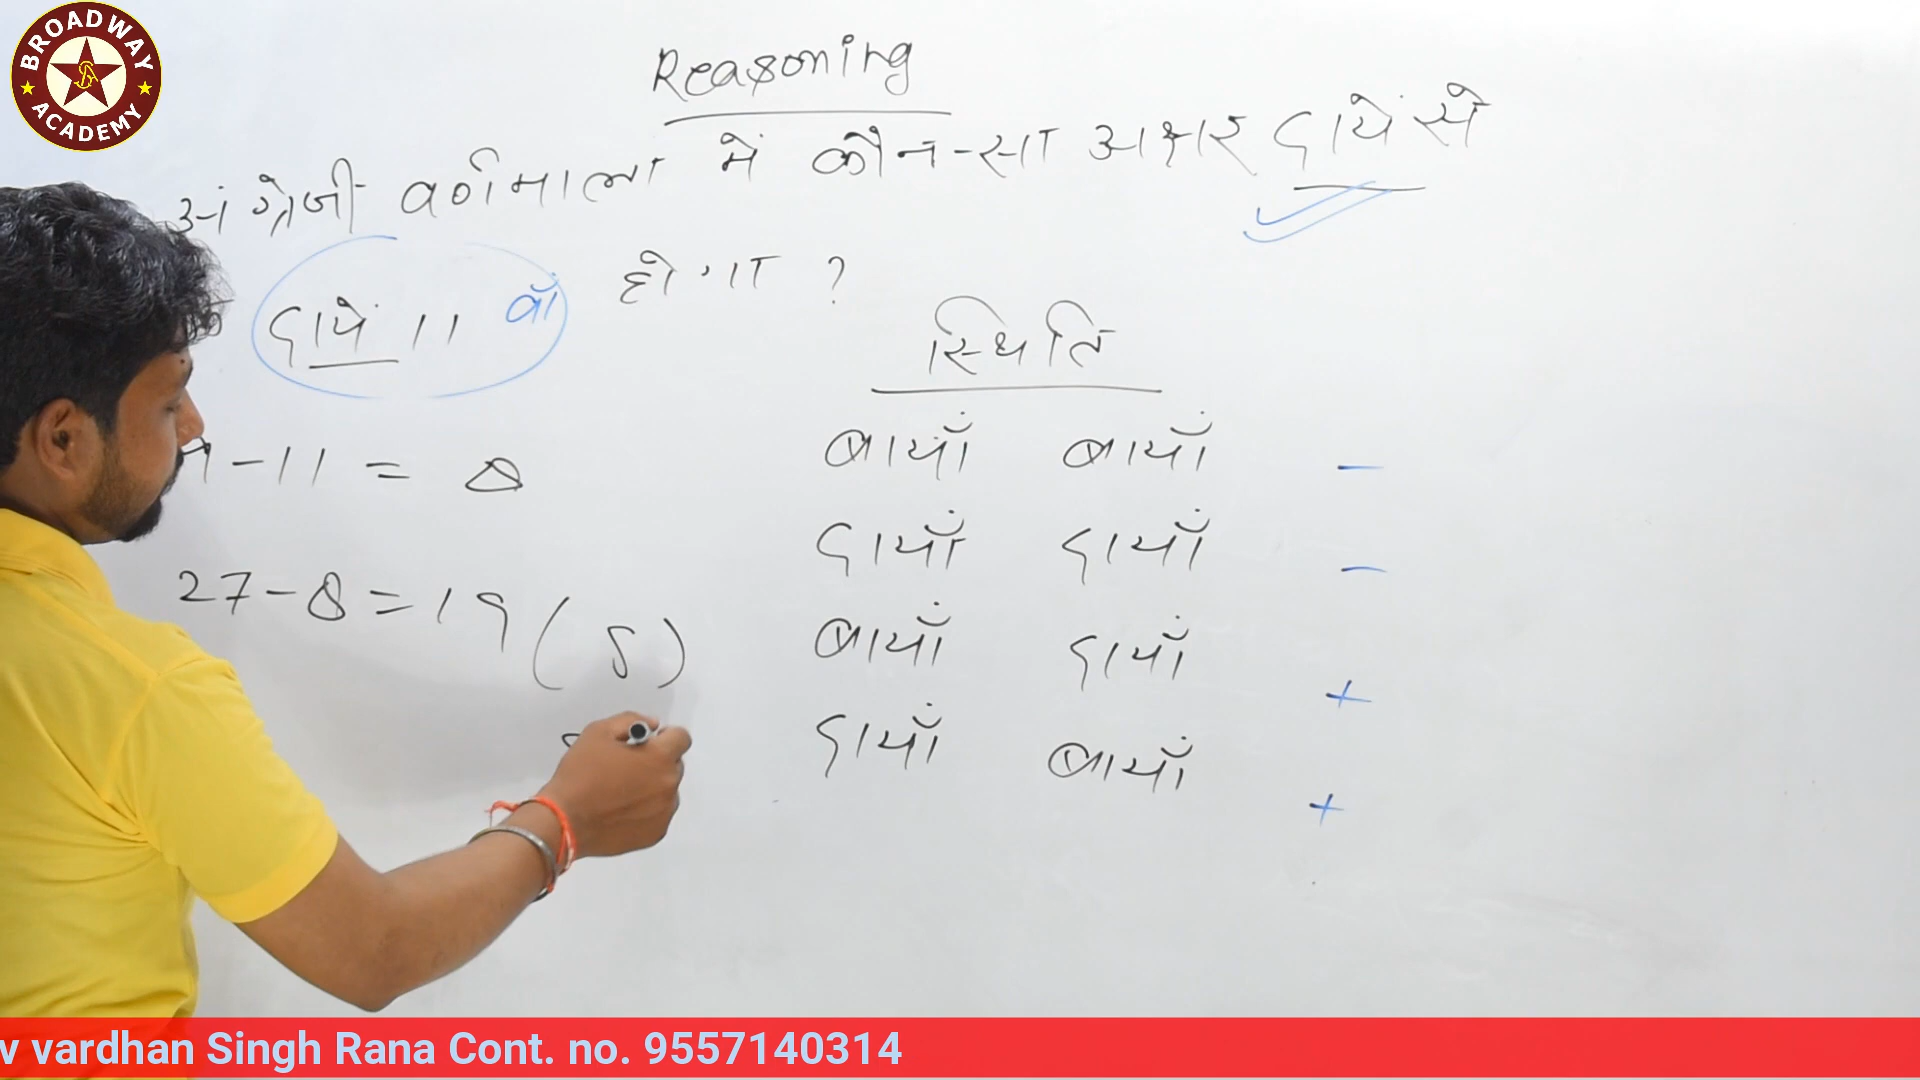 BROADWAY ACADEMY
Reasoning
अंग्रेजी वर्णमाला में कौन-सा अक्षर दायें से
दायें 11 वाँ होगा ?
स्थिति
9 - 11 = 8
27 - 8 = 19 ( S )
बायाँ बायाँ -
दायाँ दायाँ -
बायाँ दायाँ +
दायाँ बायाँ +
v vardhan Singh Rana Cont. no. 9557140314